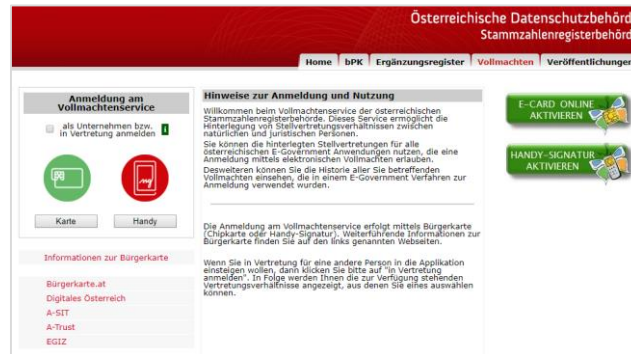 Österreichische Datenschutzbehörd
Stammzahlenregisterbehörd
Home bPK Ergänzungsregister Vollmachten Veröffentlichunge
Anmeldung am
Vollmachtenservice
als Unternehmen bzw.
in Vertretung anmelden i
Karte Handy
Informationen zur Bürgerkarte
Bürgerkarte.at
Digitales Österreich
A-SIT
A-Trust
EGIZ
Hinweise zur Anmeldung und Nutzung
Willkommen beim Vollmachtenservice der österreichischen
Stammzahlenregisterbehörde. Dieses Service ermöglicht die
Hinterlegung von Stellvertretungsverhältnissen zwischen
natürlichen und juristischen Personen.
Sie können die hinterlegten Stellvertretungen für alle
österreichischen E-Government Anwendungen nutzen, die eine
Anmeldung mittels elektronischen Vollmachten erlauben.
Desweiteren können Sie die Historie aller Sie betreffenden
Vollmachten einsehen, die in einem E-Government Verfahren zur
Anmeldung verwendet wurden.
Die Anmeldung am Vollmachtenservice erfolgt mittels Bürgerkarte
(Chipkarte oder Handy-Signatur). Weiterführende Informationen zur
Bürgerkarte finden Sie auf den links genannten Webseiten.
Wenn Sie in Vertretung für eine andere Person in die Applikation
einsteigen wollen, dann klicken Sie bitte auf "in Vertretung
anmelden". In Folge werden Ihnen die zur Verfügung stehenden
Vertretungsverhältnisse angezeigt, aus denen Sie eines auswählen
können.
E-CARD ONLINE
AKTIVIEREN
HANDY-SIGNATUR
AKTIVIEREN